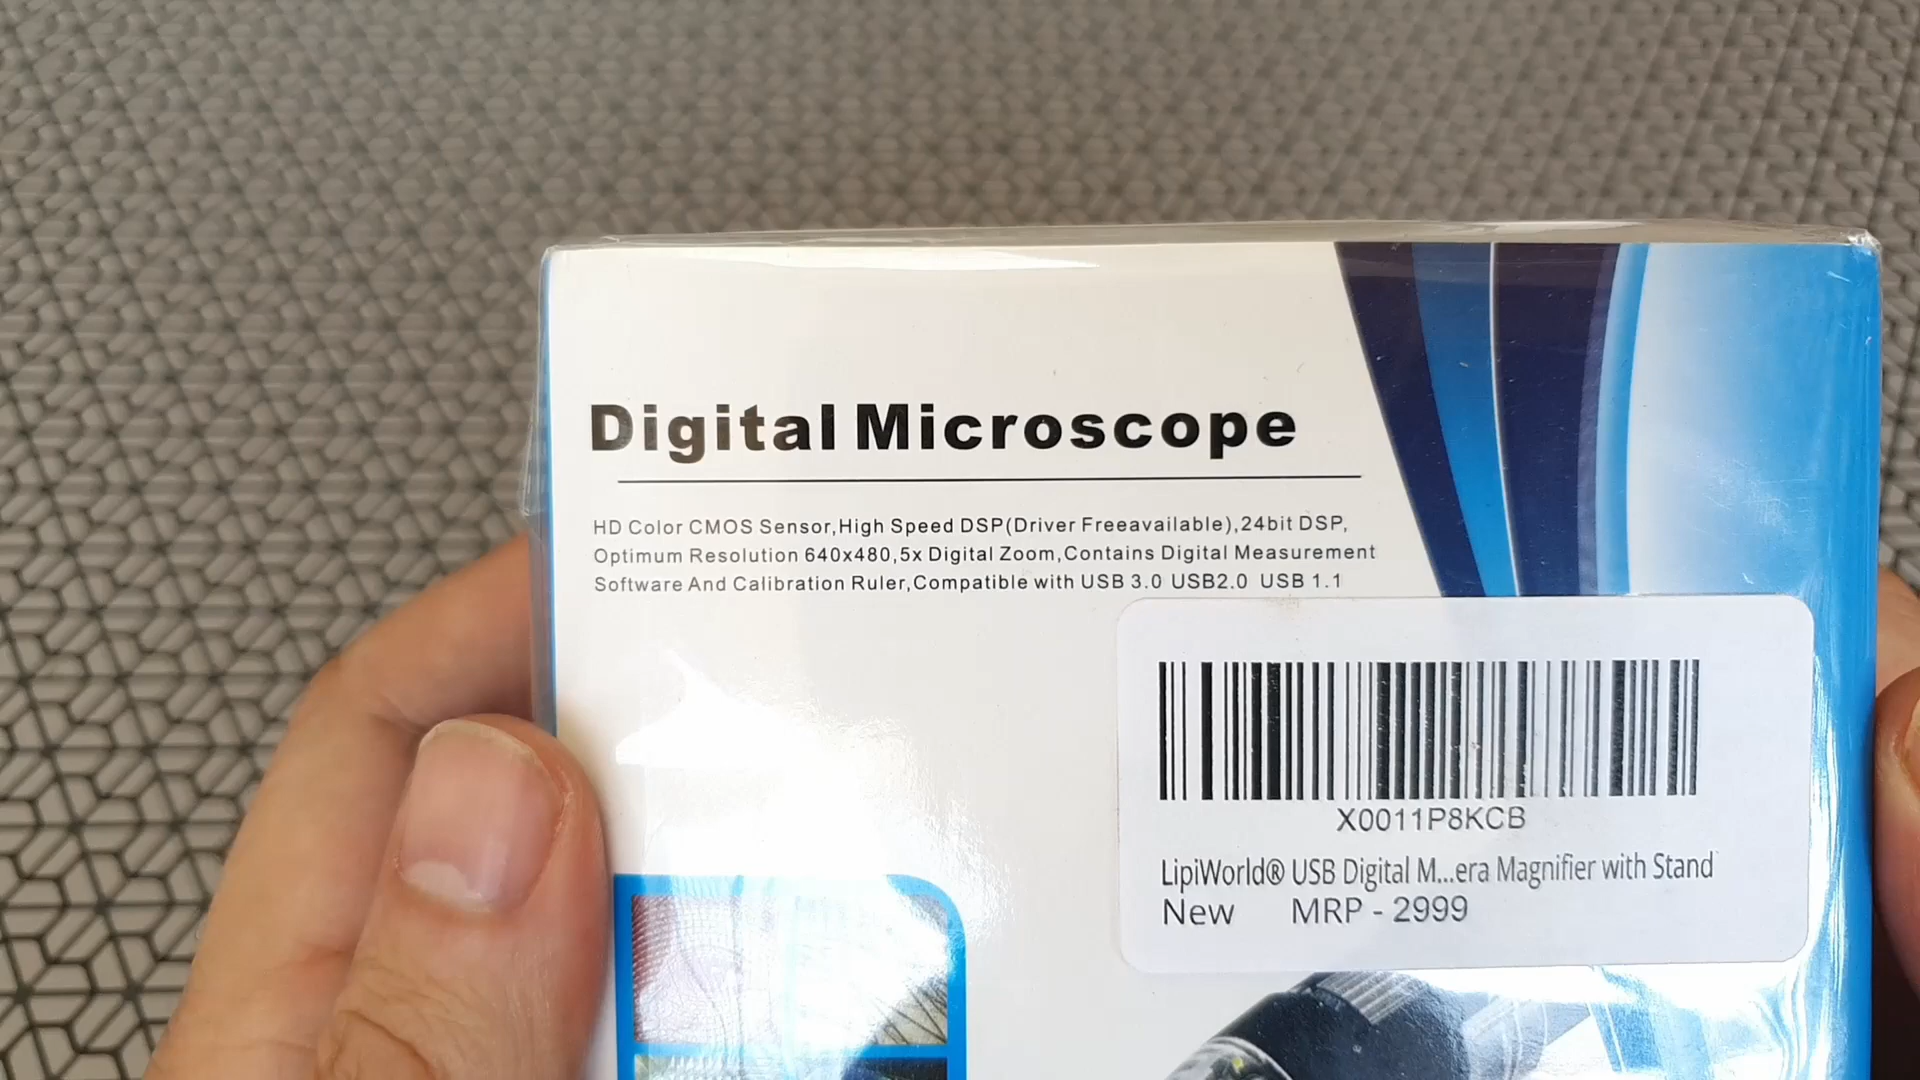 Digital Microscope
HD Color CMOS Sensor,High Speed DSP(Driver Freeavailable),24bit DSP,
Optimum Resolution 640x480,5x Digital Zoom,Contains Digital Measurement
Software And Calibration Ruler,Compatible with USB 3.0 USB2.0 USB 1.1
X0011P8KCB
LipiWorld® USB Digital M...era Magnifier with Stand
New MRP - 2999